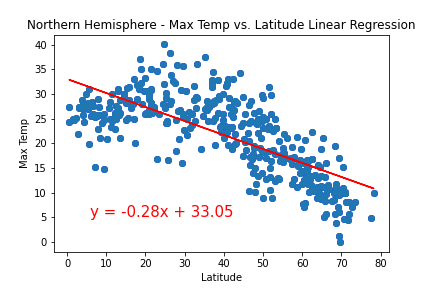 Northern Hemisphere - Max Temp vs. Latitude Linear Regression
40
35
30
25
20
15
10
5
0
Max Temp
y = -0.28x + 33.05
0 10 20 30 40 50 60 70 80
Latitude